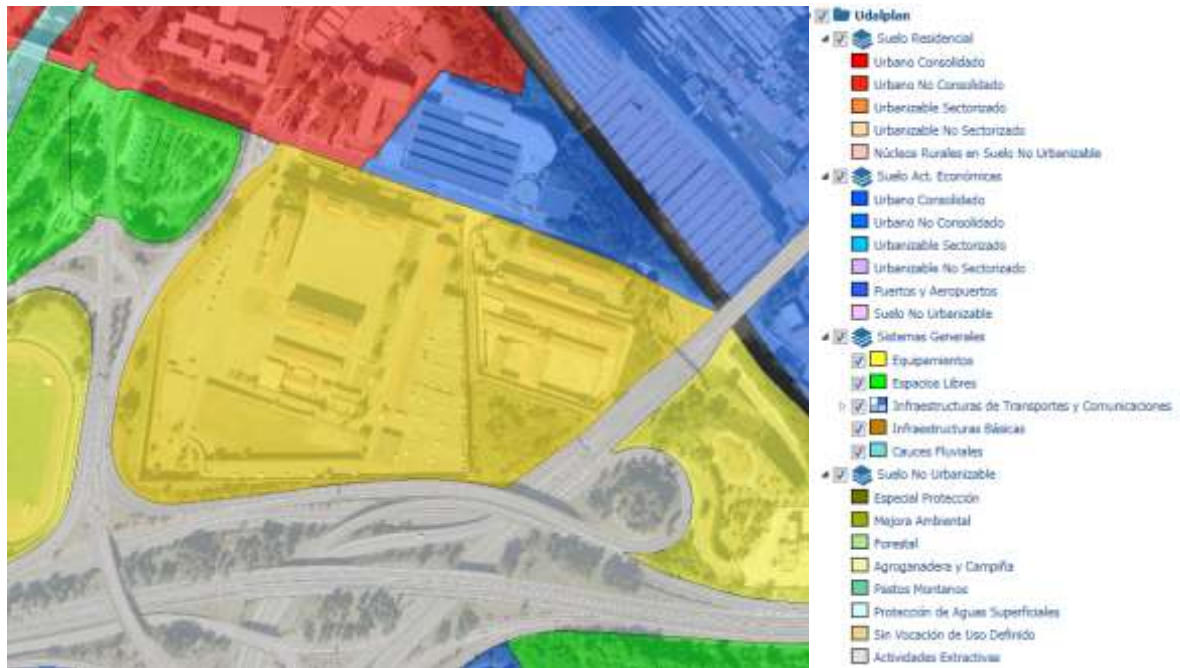 Udalplan
Suelo Residencial
Urbano Consolidado
Urbano No Consolidado
Urbanizable Sectorizado
Urbanizable No Sectorizado
Núcleos Rurales en Suelo No Urbanizable
Suelo Act. Económicas
Urbano Consolidado
Urbano No Consolidado
Urbanizable Sectorizado
Urbanizable No Sectorizado
Puertos y Aeropuertos
Suelo No Urbanizable
Sistemas Generales
Equipamientos
Espacios Libres
Infraestructuras de Transportes y Comunicaciones
Infraestructuras Básicas
Cauces Fluviales
Suelo No Urbanizable
Especial Protección
Mejora Ambiental
Forestal
Agroganadera y Campiña
Pastos Montanos
Protección de Aguas Superficiales
Sin Vocación de Uso Definido
Actividades Extractivas